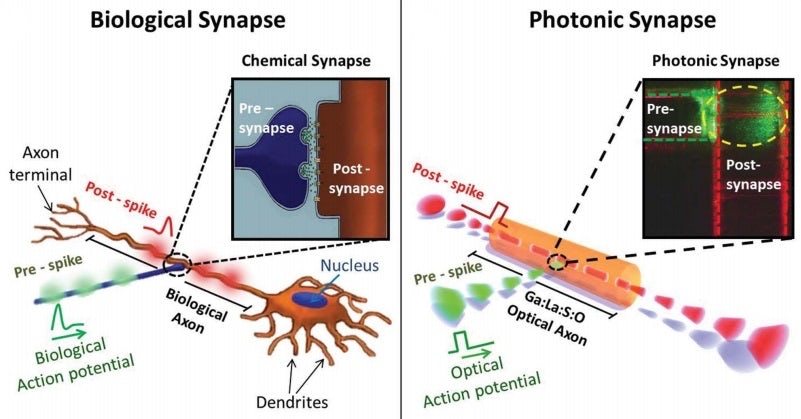 Biological Synapse
Chemical Synapse
Pre –
synapse
Post -
synapse
Axon
terminal
Post - spike
Pre - spike
Nucleus
Biological
Axon
Biological
Action potential
Dendrites
Photonic Synapse
Photonic Synapse
Pre-
synapse
Post-
synapse
Post - spike
Pre - spike
Ga:La:S:O
Optical Axon
Optical
Action potential